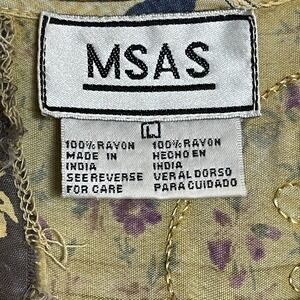 MSAS
L
100% RAYON
MADE IN
INDIA
SEE REVERSE
FOR CARE
100% RAYON
HECHO EN
INDIA
VER AL DORSO
PARA CUIDADO